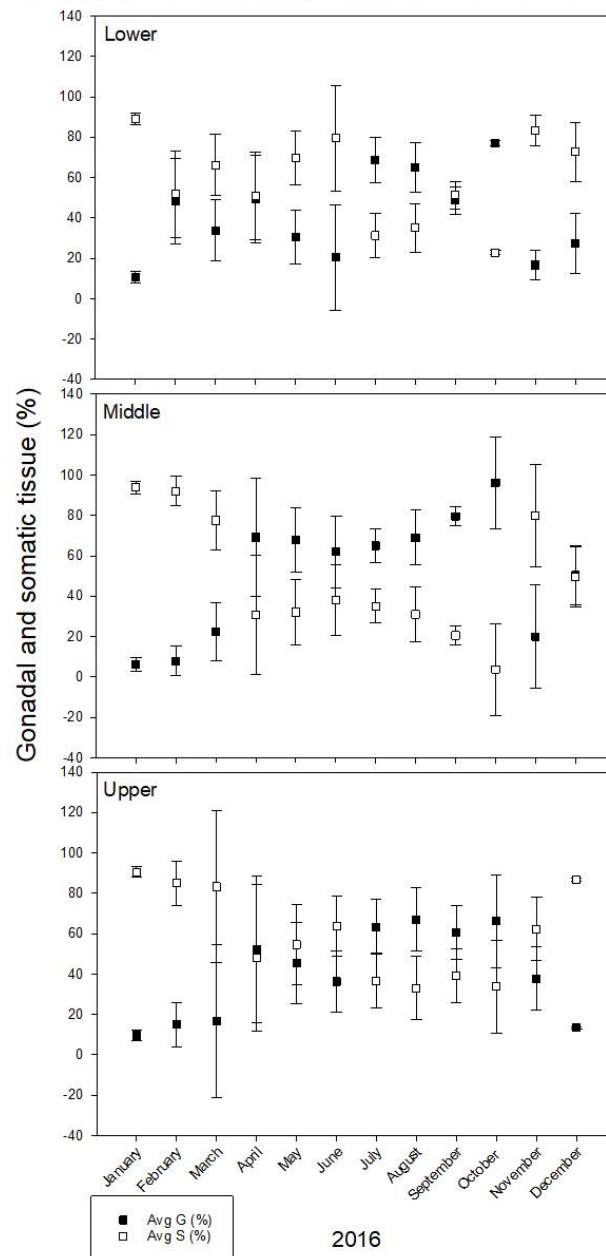 Lower
140
120
100
80
60
40
20
0
-20
-40
Middle
140
120
100
80
60
40
20
0
-20
-40
Upper
140
120
100
80
60
40
20
0
-20
-40
Gonadal and somatic tissue (%)
January
February
March
April
May
June
July
August
September
October
November
December
Avg G (%)
Avg S (%)
2016